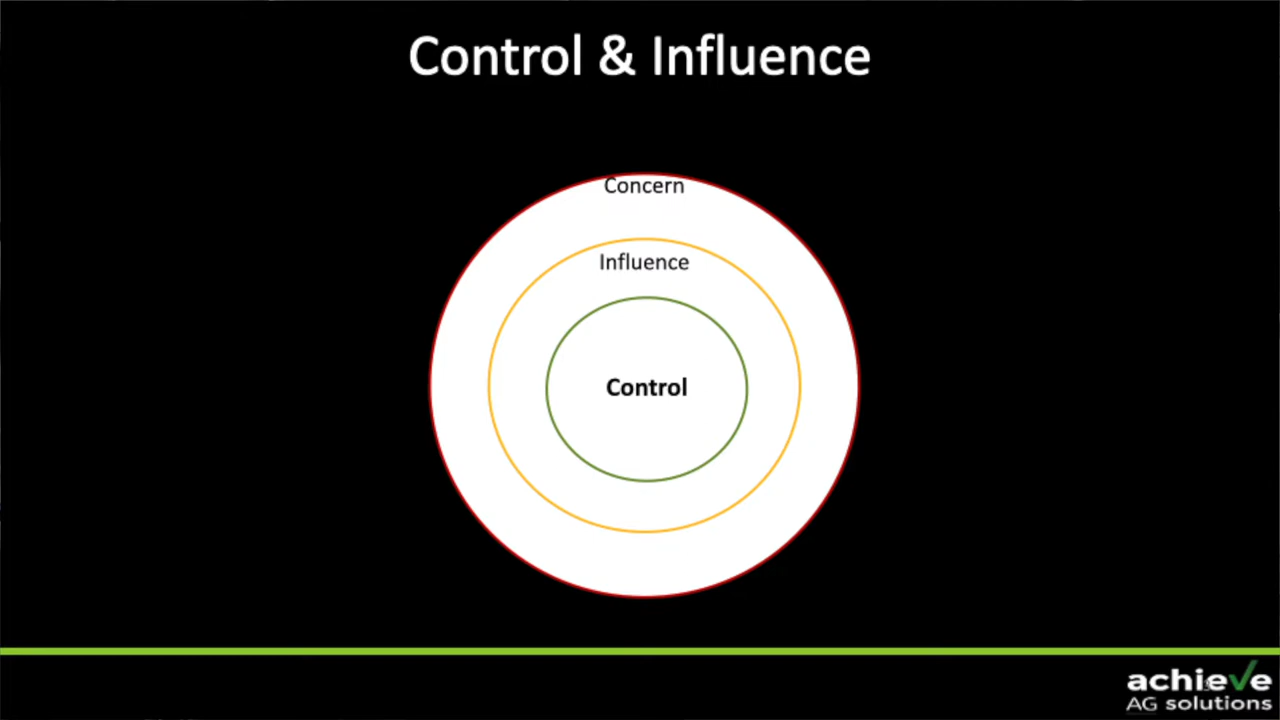 Control & Influence
Concern
Influence
Control
achieve
AG solutions